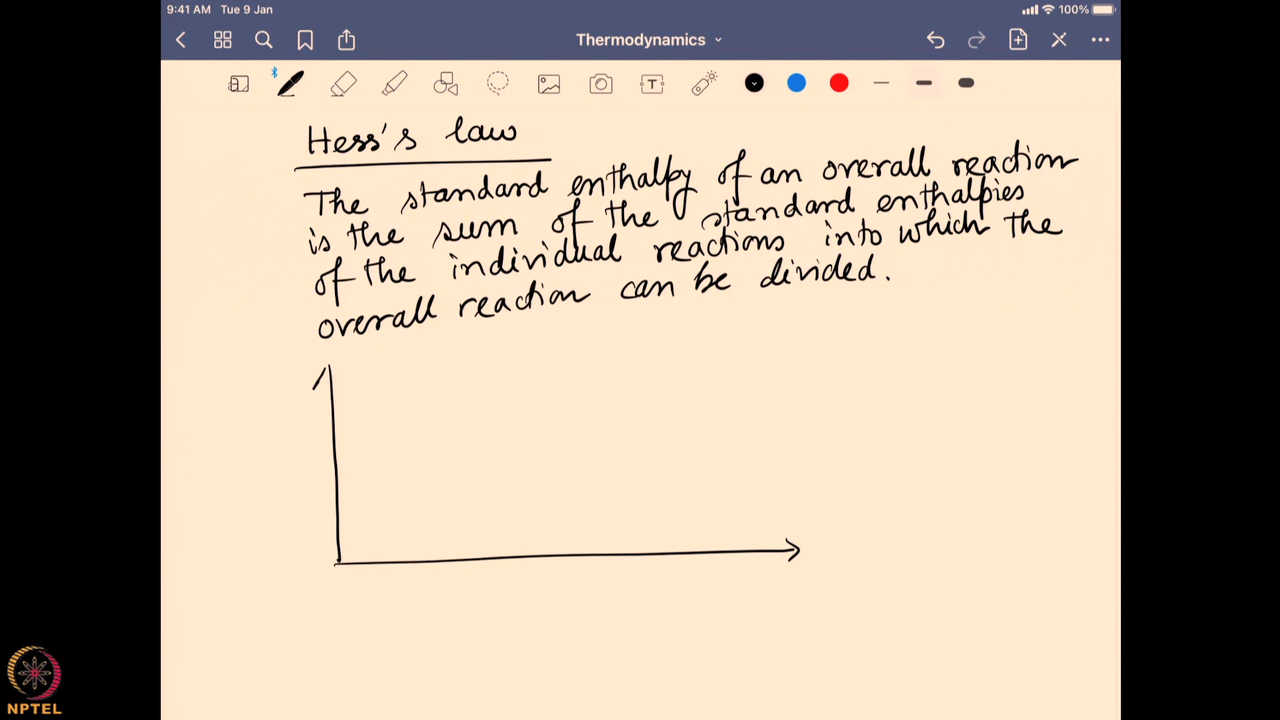 9:41 AM Tue 9 Jan
100%
Thermodynamics
T
Hess's law
The standard enthalpy of an overall reaction
is the sum of the standard enthalpies
of the individual reactions into which the
overall reaction can be divided.
NPTEL